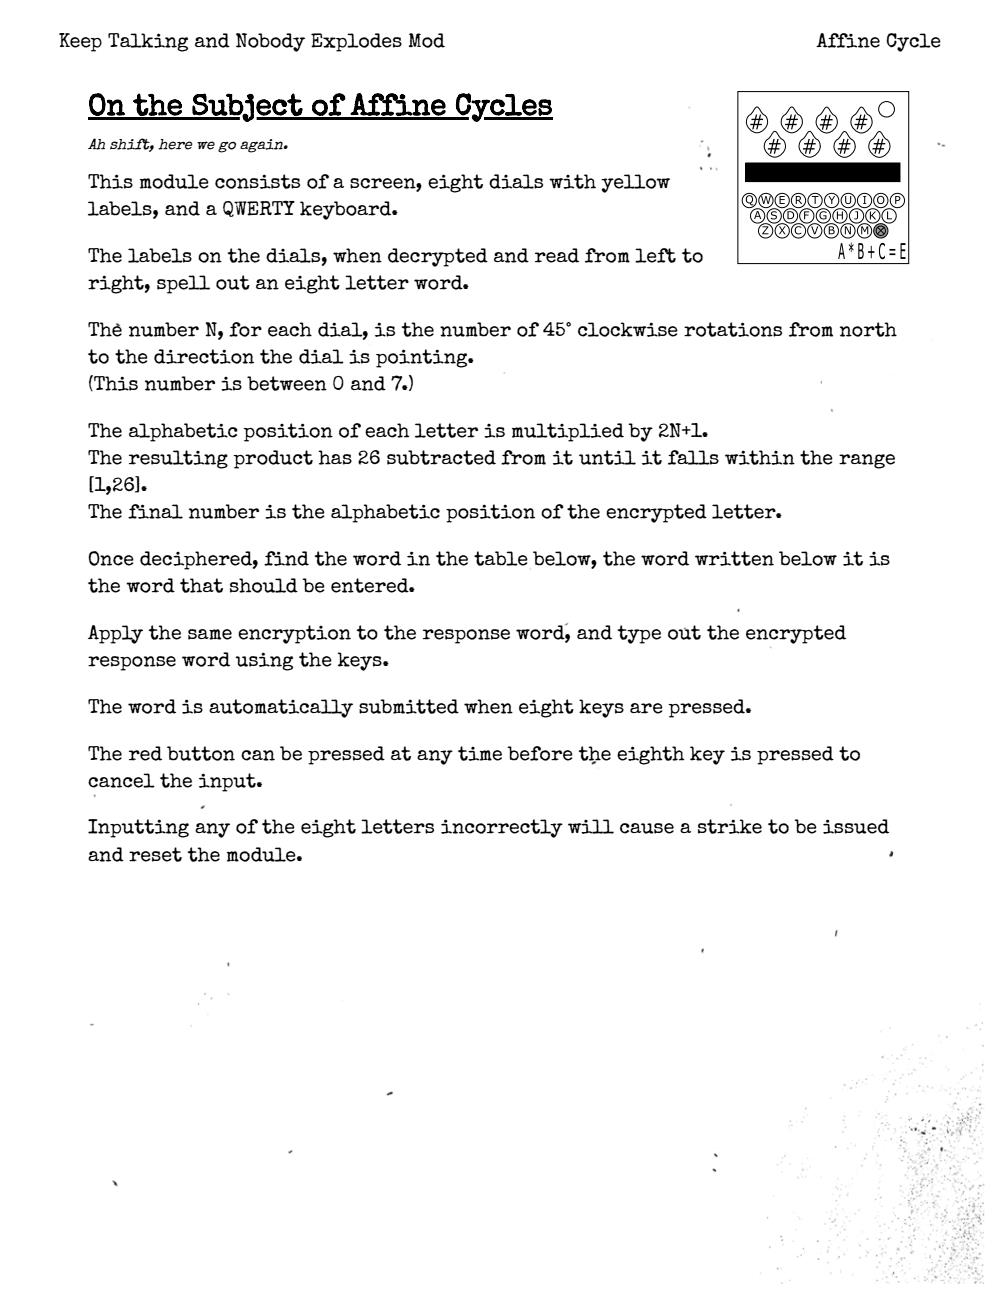 Keep Talking and Nobody Explodes Mod
Affine Cycle
On the Subject of Affine Cycles
Ah shift, here we go again.
This module consists of a screen, eight dials with yellow
labels, and a QWERTY keyboard.
The labels on the dials, when decrypted and read from left to
right, spell out an eight letter word.
# # # #
# # # #
Q W E R T Y U I O P
A S D F G H J K L
Z X C V B N M
A*B+C=E
The number N, for each dial, is the number of 45° clockwise rotations from north
to the direction the dial is pointing.
(This number is between 0 and 7.)
The alphabetic position of each letter is multiplied by 2N+1.
The resulting product has 26 subtracted from it until it falls within the range
[1,26].
The final number is the alphabetic position of the encrypted letter.
Once deciphered, find the word in the table below, the word written below it is
the word that should be entered.
Apply the same encryption to the response word, and type out the encrypted
response word using the keys.
The word is automatically submitted when eight keys are pressed.
The red button can be pressed at any time before the eighth key is pressed to
cancel the input.
Inputting any of the eight letters incorrectly will cause a strike to be issued
and reset the module.